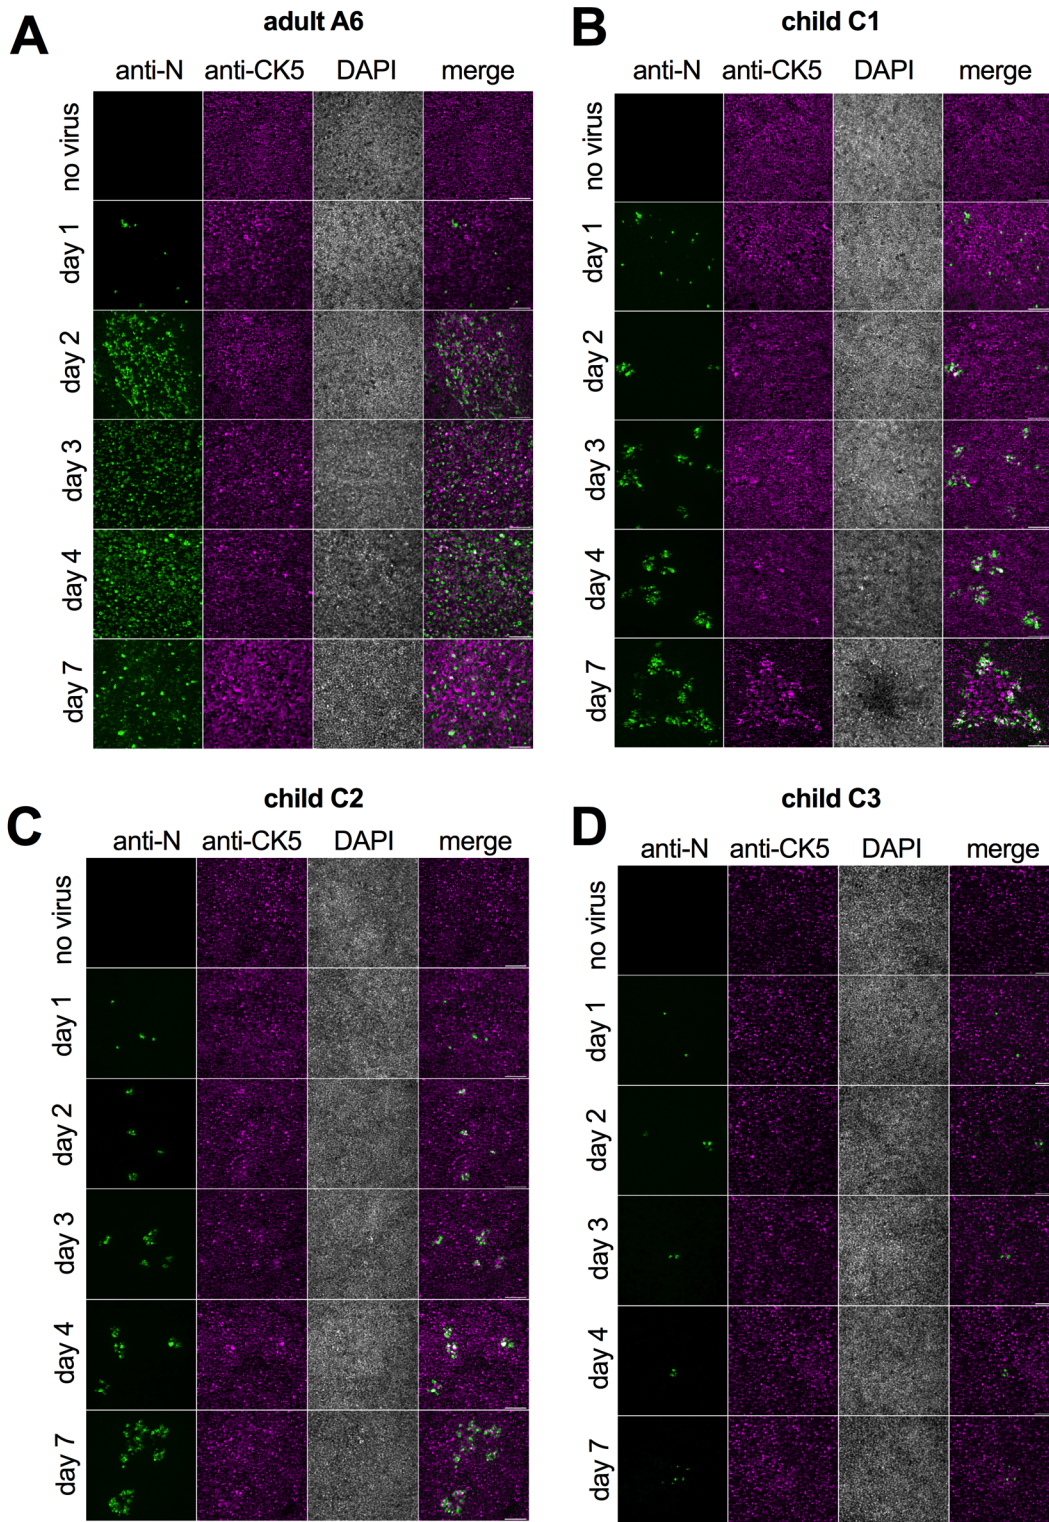 A
adult A6
anti-N anti-CK5 DAPI merge
no virus
day 1
day 2
day 3
day 4
day 7
B
child C1
anti-N anti-CK5 DAPI merge
no virus
day 1
day 2
day 3
day 4
day 7
C
child C2
anti-N anti-CK5 DAPI merge
no virus
day 1
day 2
day 3
day 4
day 7
D
child C3
anti-N anti-CK5 DAPI merge
no virus
day 1
day 2
day 3
day 4
day 7